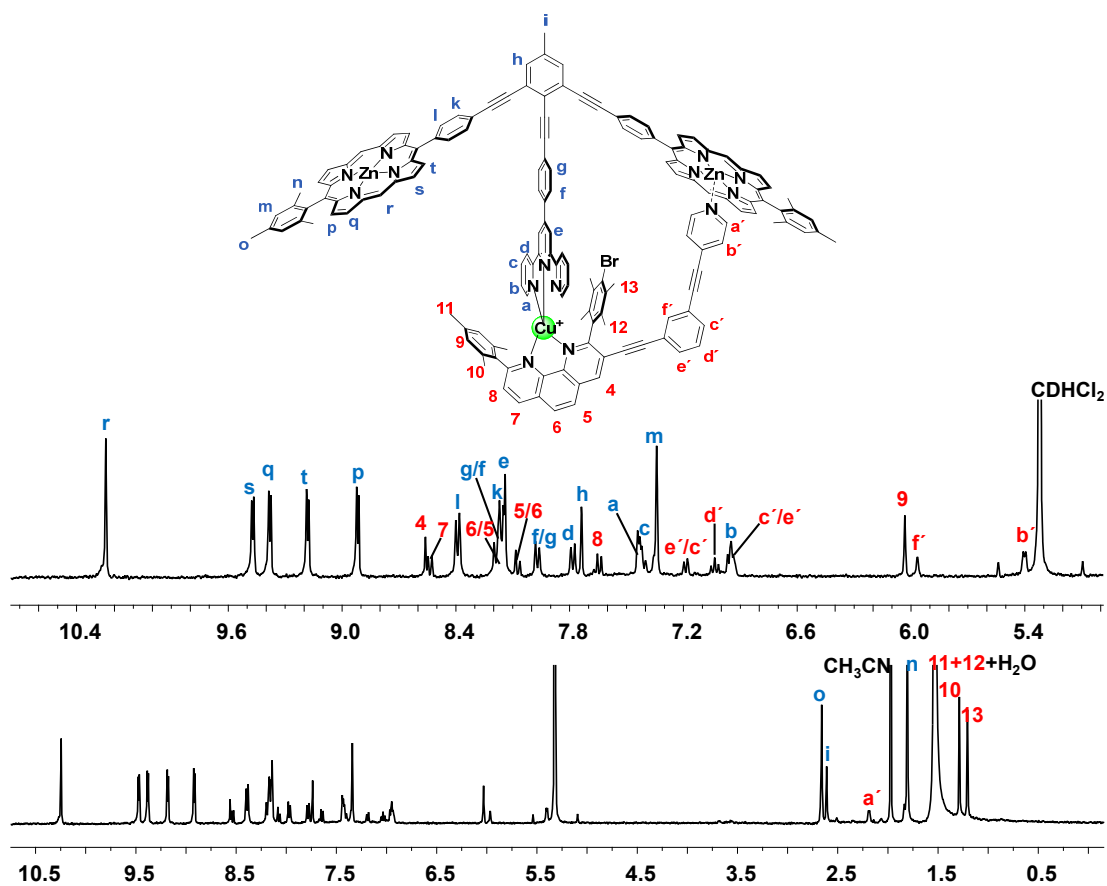 i
h
k
l
N
N
Zn
N
N
t
s
r
n
m
o
p
q
g
f
e
d
c
b
a
N
N
N
N
N
Zn
N
N
N
a´
b´
Br
13
12
f´
c´
d´
e´
Cu+
N
N
11
9
10
8
7
6
5
4
r
s
q
t
p
4
7
l
6/5
g/f
k
e
5/6
f/g
d
h
8
a
c
m
e´/c´
d´
b
c´/e´
9
f´
b´
CDHCl2
10.4 9.6 9.0 8.4 7.8 7.2 6.6 6.0 5.4
o
i
a´
CH3CN
n
11+12+H2O
10
13
10.5 9.5 8.5 7.5 6.5 5.5 4.5 3.5 2.5 1.5 0.5